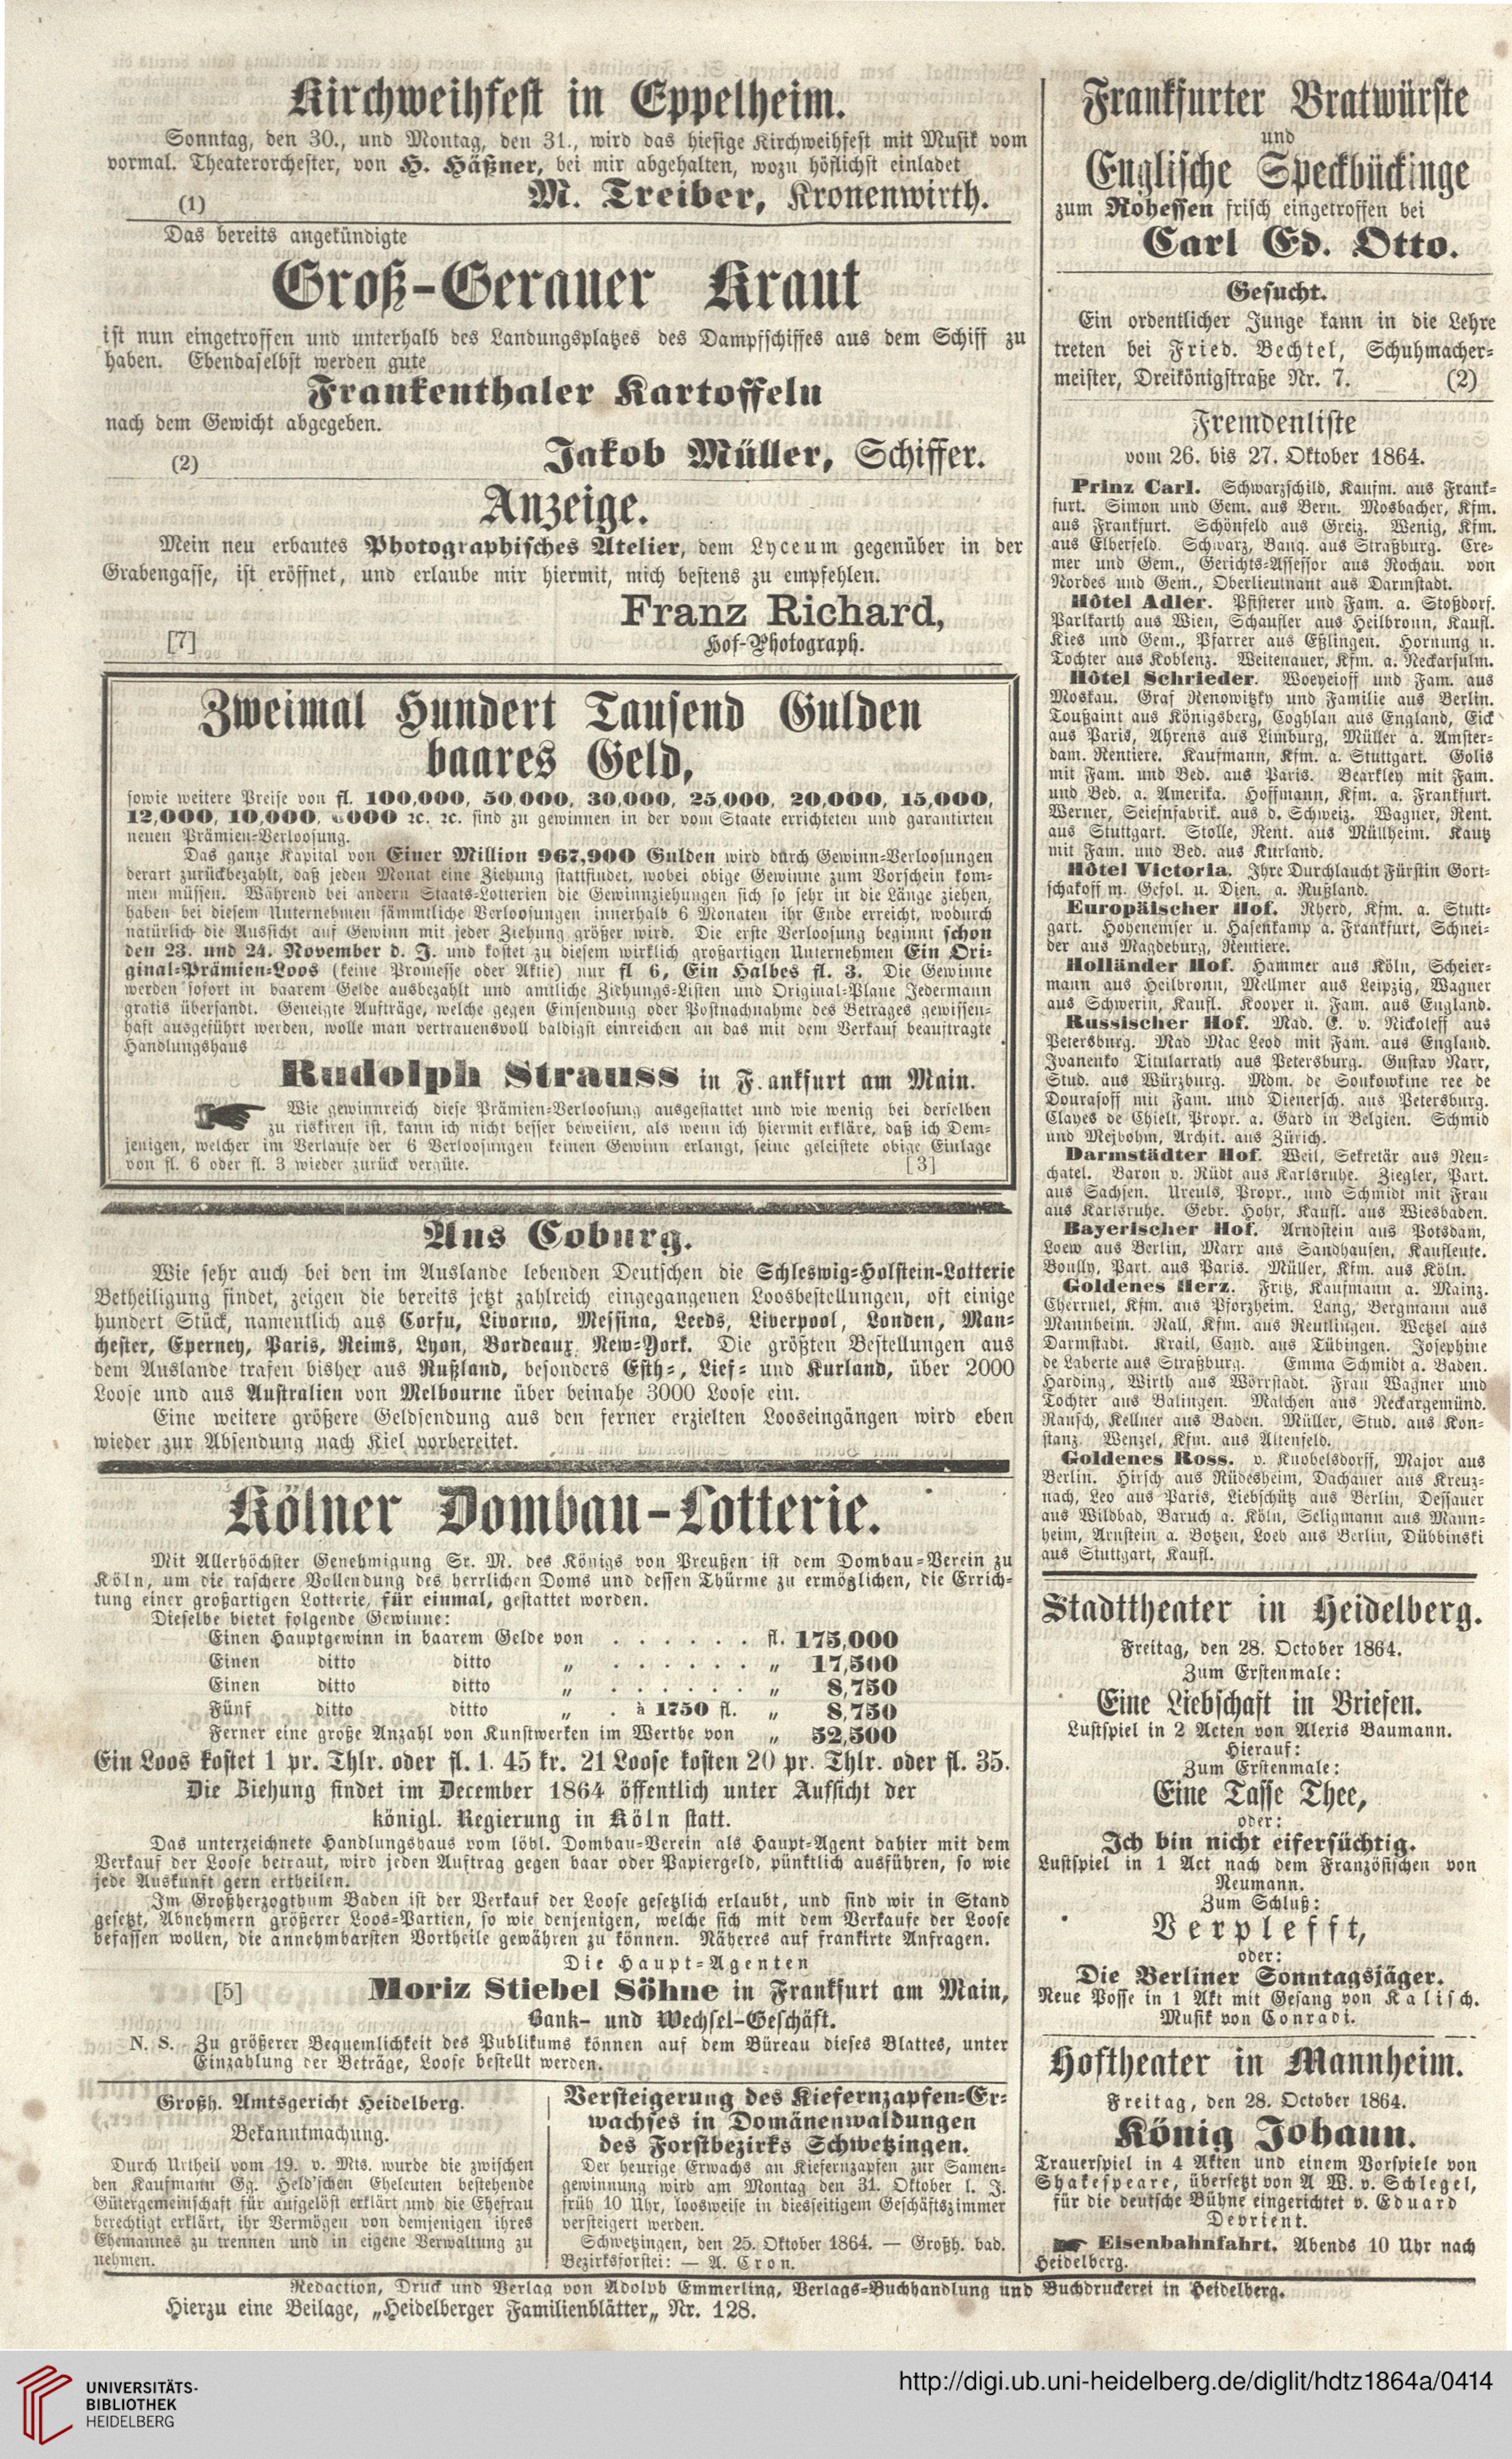 Kirchweihfest in Eppelheim.
Sonntag, den 30., und Montag, den 31., wird das hiesige Kirchweihfest mit Musik vom
vormal. Theaterorchester, von H. Häßner, bei mir abgehalten, wozu höflichst einladet
(1) M. Treiber, Kronenwirth.
Das bereits angekündigte
Groß-Gerauer Kraut
ist nun eingetroffen und unterhalb des Landungsplatzes des Dampfschiffes aus dem Schiff zu
haben. Ebendaselbst werden gute
Frankenthaler Kartoffeln
nach dem Gewicht abgegeben.
(2) Jakob Müller, Schiffer.
Anzeige.
Mein neu erbautes Photographisches Atelier, dem Lyceum gegenüber in der
Grabengasse, ist eröffnet, und erlaube mir hiermit, mich bestens zu empfehlen.
Franz Richard,
[7] Hof-Photograph.
Zweimal Hundert Tausend Gulden
baares Geld,
sowie weitere Preise von fl. 100,000, 50,000, 30,000, 25,000, 20,000, 15,000,
12,000, 10,000, 6000 ꝛc. ꝛc. sind zu gewinnen in der vom Staate errichteten und garantirten
neuen Prämien-Verloosung.
Das ganze Kapital von Einer Million 967,900 Gulden wird durch Gewinn-Verloosungen
derart zurückbezahlt, daß jeden Monat eine Ziehung stattfindet, wobei obige Gewinne zum Vorschein kom-
men müssen. Während bei andern Staats-Lotterien die Gewinnziehungen sich so sehr in die Länge ziehen,
haben bei diesem Unternehmen sämmtliche Verloosungen innerhalb 6 Monaten ihr Ende erreicht, wodurch
natürlich die Aussicht auf Gewinn mit jeder Ziehung größer wird. Die erste Verloosung beginnt schon
den 23. und 24. November d. J. und kostet zu diesem wirklich großartigen Unternehmen Ein Ori-
ginal-Prämien-Loos (keine Promesse oder Aktie) nur fl 6, Ein Halbes fl. 3. Die Gewinne
werden sofort in baarem Gelde ausbezahlt und amtliche Ziehungs-Listen und Original-Plane Jedermann
gratis übersandt. Geneigte Aufträge, welche gegen Einsendung oder Postnachnahme des Betrages gewissen-
haft ausgeführt werden, wolle man vertrauensvoll baldigst einreichen an das mit dem Verkauf beauftragte
Handlungshaus
Rudolph Strauss in F.ankfurt am Main.
Wie gewinnreich diese Prämien-Verloosung ausgestattet und wie wenig bei derselben
zu riskiren ist, kann ich nicht besser beweisen, als wenn ich hiermit erkläre, daß ich Dem-
jenigen, welcher im Verlaufe der 6 Verloosungen keinen Gewinn erlangt, seine geleistete obige Einlage
von fl. 6 oder fl. 3 wieder zurück vergüte. [3]
Aus Coburg.
Wie sehr auch bei den im Auslande lebenden Deutschen die Schleswig-Holstein-Lotterie
Betheiligung findet, zeigen die bereits jetzt zahlreich eingegangenen Loosbestellungen, oft einige
hundert Stück, namentlich aus Corfu, Livorno, Messina, Leeds, Liverpool, Londen, Man-
chester, Eperney, Paris, Reims, Lyon, Bordeaux, New-York. Die größten Bestellungen aus
dem Auslande trafen bisher aus Rußland, besonders Esth-, Lief- und Kurland, über 2000
Loose und aus Australien von Melbourne über beinahe 3000 Loose ein.
Eine weitere größere Geldsendung aus den ferner erzielten Looseingängen wird eben
wieder zur Absendung nach Kiel vorbereitet.
Kölner Dombau-Lotterie.
Mit Allerhöchster Genehmigung Sr. M. des Königs von Preußen ist dem Dombau-Verein zu
Köln, um die raschere Vollendung des herrlichen Doms und dessen Thürme zu ermöglichen, die Errich-
tung einer großartigen Lotterie, für einmal, gestattet worden.
Dieselbe bietet folgende Gewinne:
Einen Hauptgewinn in baarem Gelde von . . . . . . fl. 175,000
Einen ditto ditto „ . . . . . . „ 17,500
Einen ditto ditto „ . . . . . . „ 8,750
Fünf ditto ditto „ . à 1750 fl. „ 8,750
Ferner eine große Anzahl von Kunstwerken im Werthe von „ 52,500
Ein Loos kostet 1 pr. Thlr. oder fl. 1. 45 kr. 21 Loose kosten 20 pr. Thlr. oder fl. 35.
Die Ziehung findet im December 1864 öffentlich unter Aufsicht der
königl. Regierung in Köln statt.
Das unterzeichnete Handlungshaus vom löbl. Dombau-Verein als Haupt-Agent dahier mit dem
Verkauf der Loose betraut, wird jeden Auftrag gegen baar oder Papiergeld, pünktlich ausführen, so wie
jede Auskunft gern ertheilen.
Im Großherzogthum Baden ist der Verkauf der Loose gesetzlich erlaubt, und sind wir in Stand
gesetzt, Abnehmern größerer Loos-Partien, so wie denjenigen, welche sich mit dem Verkaufe der Loose
befassen wollen, die annehmbarsten Vortheile gewähren zu können. Näheres auf frankirte Anfragen.
Die Haupt-Agenten
[5] Moriz Stiebel Söhne in Frankfurt am Main,
Bank- und Wechsel-Geschäft.
N. S. Zu größerer Bequemlichkeit des Publikums können auf dem Büreau dieses Blattes, unter
Einzahlung der Beträge, Loose bestellt werden.
Großh. Amtsgericht Heidelberg.
Bekanntmachung.
Durch Urtheil vom 19. v. Mts. wurde die zwischen
den Kaufmann Gg. Held'schen Eheleuten bestehende
Gütergemeinschaft für aufgelöst erklärt und die Ehefrau
berechtigt erklärt, ihr Vermögen von demjenigen ihres
Ehemannes zu trennen und in eigene Verwaltung zu
nehmen.
Versteigerung des Kiefernzapfen-Er-
wachses in Domänenwaldungen
des Forstbezirks Schwetzingen.
Der heurige Erwachs an Kiefernzapfen zur Samen-
gewinnung wird am Montag den 31. Oktober l. J.
früh 10 Uhr, loosweise in diesseitigem Geschäftszimmer
versteigert werden.
Schwetzingen, den 25. Oktober 1864. — Großh. bad.
Bezirksforstei: — A. Cron.
Frankfurter Bratwürste
und
Englische Speckbückinge
zum Rohessen frisch eingetroffen bei
Carl Ed. Otto.
Gesucht.
Ein ordentlicher Junge kann in die Lehre
treten bei Fried. Bechtel, Schuhmacher-
meister, Dreikönigstraße Nr. 7. (2)
Fremdenliste
vom 26. bis 27. Oktober 1864.
Prinz Carl. Schwarzschild, Kaufm. aus Frank-
furt. Simon und Gem. aus Bern. Mosbacher, Kfm.
aus Frankfurt. Schönfeld aus Greiz. Wenig, Kfm.
aus Elberfeld. Schwarz, Banq. aus Straßburg. Cre-
mer und Gem., Gerichts-Assessor aus Rochau. von
Nordes und Gem., Oberlieutnant aus Darmstadt.
Hôtel Adler. Pfisterer und Fam. a. Stoßdorf.
Parlkarth aus Wien, Schaufler aus Heilbronn, Kaufl.
Kies und Gem., Pfarrer aus Eßlingen. Hornung u.
Tochter aus Koblenz. Weitenauer, Kfm. a. Neckarsulm.
Hôtel Schrieder. Woeyeioff und Fam. aus
Moskau. Graf Renowitzky und Familie aus Berlin.
Toußaint aus Königsberg, Coghlan aus England, Eick
aus Paris, Ahrens aus Limburg, Müller a. Amster-
dam. Rentiere. Kaufmann, Kfm. a. Stuttgart. Golis
mit Fam. und Bed. aus Paris. Bearkley mit Fam.
und Bed. a. Amerika. Hoffmann, Kfm. a. Frankfurt.
Werner, Seiefnfabrik. aus d. Schweiz. Wagner, Rent.
aus Stuttgart. Stolle, Rent. aus Müllheim. Kautz
mit Fam. und Bed. aus Kurland.
Hôtel Victoria. Ihre Durchlaucht Fürstin Gort-
schakoff m. Gefol. u. Dien. a. Rußland.
Europäischer Hof. Rherd, Kfm. a. Stutt-
gart. Hohenemser u. Hasenkamp a. Frankfurt, Schnei-
der aus Magdeburg, Rentiere.
Holländer Hof. Hammer aus Köln, Scheier-
mann aus Heilbronn, Mellmer aus Leipzig, Wagner
aus Schwerin, Kaufl. Kooper u. Fam. aus England.
Russischer Hof. Mad. E. v. Nickoleff aus
Petersburg. Mad Mac Leod mit Fam. aus England.
Ivanenko Titularrath aus Petersburg. Gustav Narr,
Stud. aus Würzburg. Mdm. de Soukowkine ree de
Dourasoff mit Fam. und Dienersch. aus Petersburg.
Clayes de Chielt, Propr. a. Gard in Belgien. Schmid
und Mejbohm, Archit. aus Zürich.
Darmstädter Hof. Weil, Sekretär aus Neu-
chatel. Baron v. Rüdt aus Karlsruhe. Ziegler, Part.
aus Sachsen. Ureuls, Propr., und Schmidt mit Frau
aus Karlsruhe. Gebr. Hohr, Kaufl. aus Wiesbaden.
Bayerischer Hof. Arndstein aus Potsdam,
Loew aus Berlin, Marx aus Sandhausen, Kaufleute.
Boully, Part. aus Paris. Müller, Kfm. aus Köln.
Goldenes Herz. Fritz, Kaufmann a. Mainz.
Cherruel, Kfm. aus Pforzheim. Lang, Bergmann aus
Mannheim. Rall, Kfm. aus Reutlingen. Wetzel aus
Darmstadt. Krail, Cand. aus Tübingen. Josephine
de Laberte aus Straßburg. Emma Schmidt a. Baden.
Harding, Wirth aus Wörrstadt. Frau Wagner und
Tochter aus Balingen. Malchen aus Neckargemünd.
Rausch, Kellner aus Baden. Müller, Stud. aus Kon-
stanz. Wenzel, Kfm. aus Altenfeld.
Goldenes Ross. v. Knobelsdorff, Major aus
Berlin. Hirsch aus Rüdesheim, Dachauer aus Kreuz-
nach, Leo aus Paris, Liebschütz aus Berlin, Dessauer
aus Wildbad, Baruch a. Köln, Seligmann aus Mann-
heim, Arnstein a. Botzen, Loeb aus Berlin, Dübbinski
aus Stuttgart, Kaufl.
Stadttheater in Heidelberg.
Freitag, den 28. October 1864.
Zum Erstenmale:
Eine Liebschaft in Briefen.
Lustspiel in 2 Acten von Alexis Baumann.
Hierauf:
Zum Erstenmale:
Eine Tasse Thee,
oder:
Ich bin nicht eifersüchtig.
Lustspiel in 1 Act nach dem Französischen von
Neumann.
Zum Schluß:
Verplefft,
oder:
Die Berliner Sonntagsjäger.
Neue Posse in 1 Akt mit Gesang von Kalisch.
Musik von Conradi.
Hoftheater in Mannheim.
Freitag, den 28. October 1864.
König Johann.
Trauerspiel in 4 Akten und einem Vorspiele von
Shakespeare, übersetzt von A. W. v. Schlegel,
für die deutsche Bühne eingerichtet v. Eduard
Devrient.
Eisenbahnfahrt. Abends 10 Uhr nach
Heidelberg.
Redaction, Druck und Verlag von Adolph Emmerling, Verlags-Buchhandlung und Buchdruckerei in Heidelberg.
Hierzu eine Beilage, „Heidelberger Familienblätter„ Nr. 128.
UNIVERSITÄTS-
BIBLIOTHEK
HEIDELBERG
http://digi.ub.uni-heidelberg.de/diglit/hdtz1864a/0414